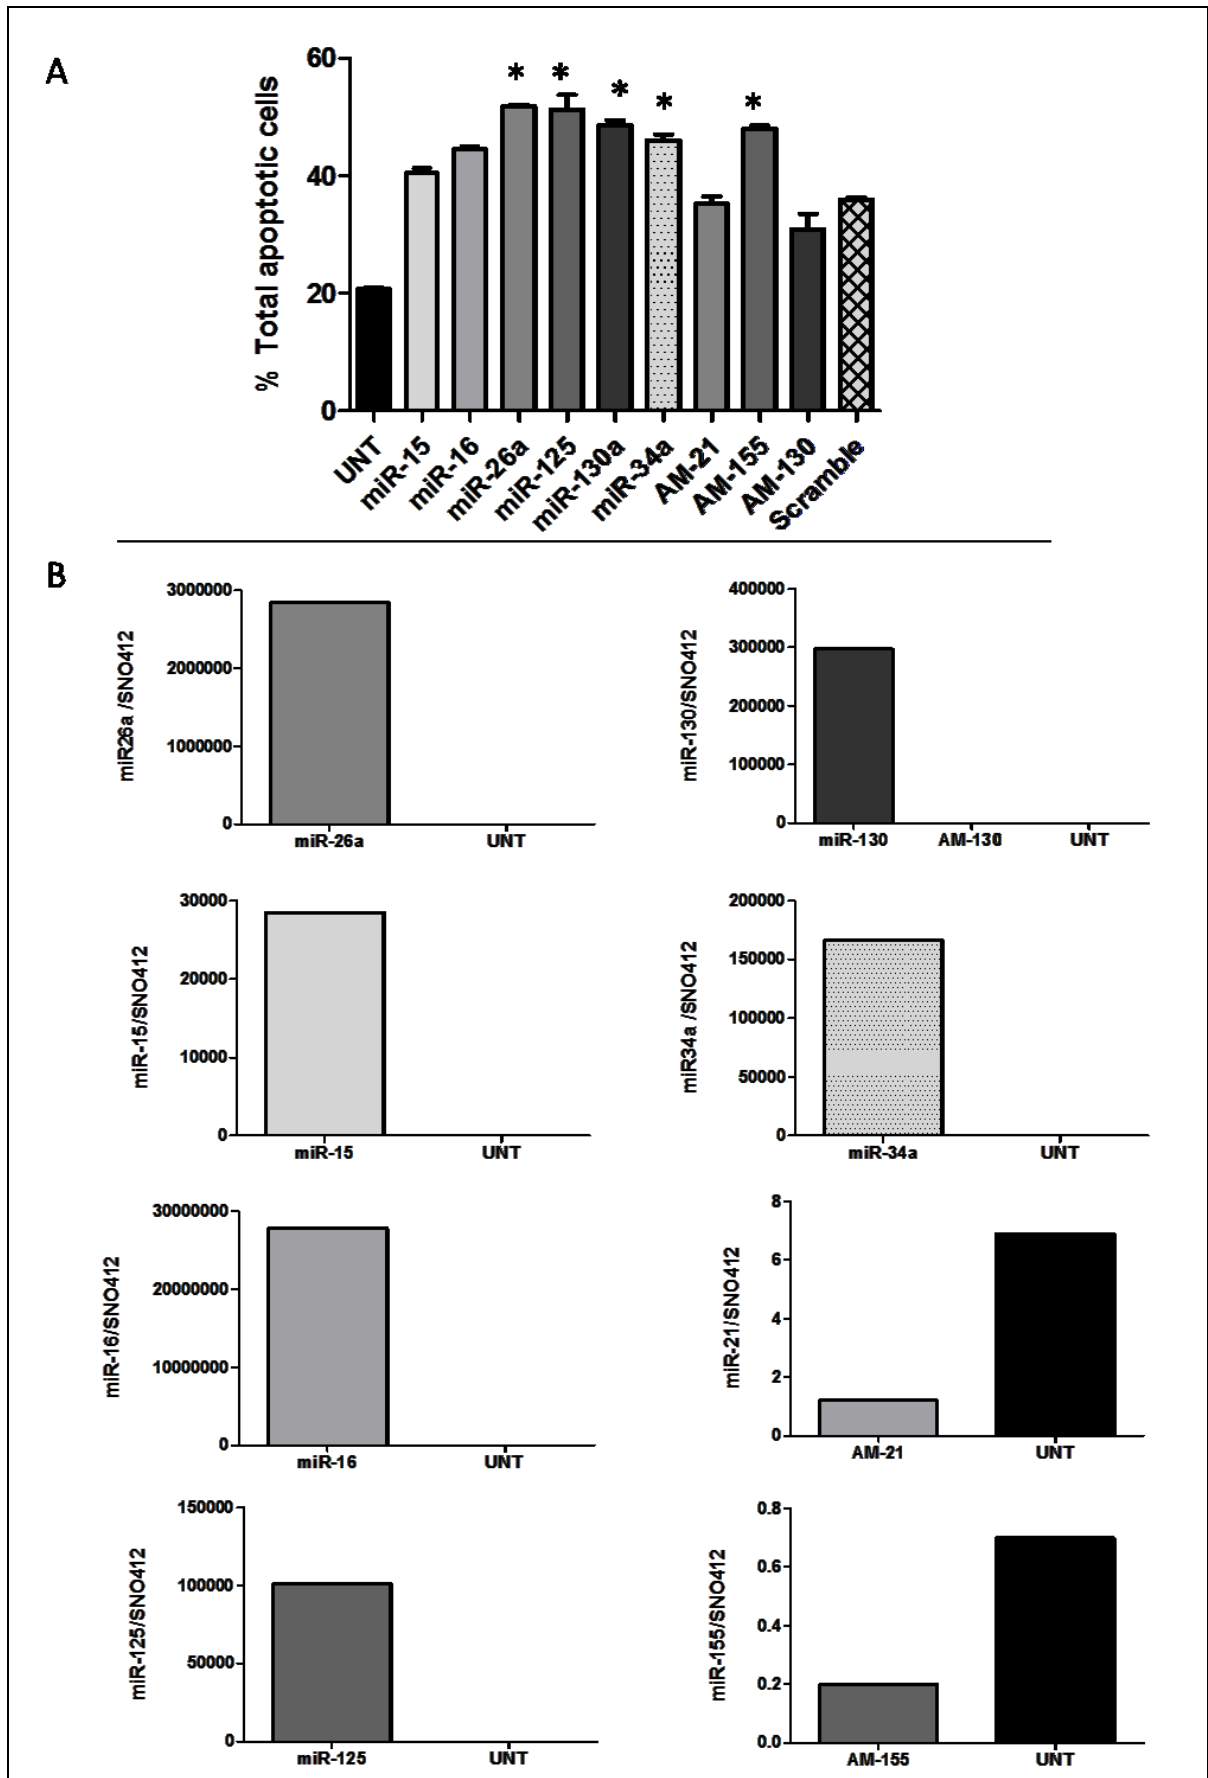 A
% Total apoptotic cells
60
40
20
0
* * * * *
UNT
miR-15
miR-16
miR-26a
miR-125
miR-130a
miR-34a
AM-21
AM-155
AM-130
Scramble
B
miR26a /SNO412
3000000
2000000
1000000
0
miR-26a UNT
miR-130/SNO412
400000
300000
200000
100000
0
miR-130 AM-130 UNT
miR-15/SNO412
30000
20000
10000
0
miR-15 UNT
miR34a /SNO412
200000
150000
100000
50000
0
miR-34a UNT
miR-16/SNO412
30000000
20000000
10000000
0
miR-16 UNT
miR-21/SNO412
8
6
4
2
0
AM-21 UNT
miR-125/SNO412
150000
100000
50000
0
miR-125 UNT
miR-155/SNO412
0.8
0.6
0.4
0.2
0.0
AM-155 UNT